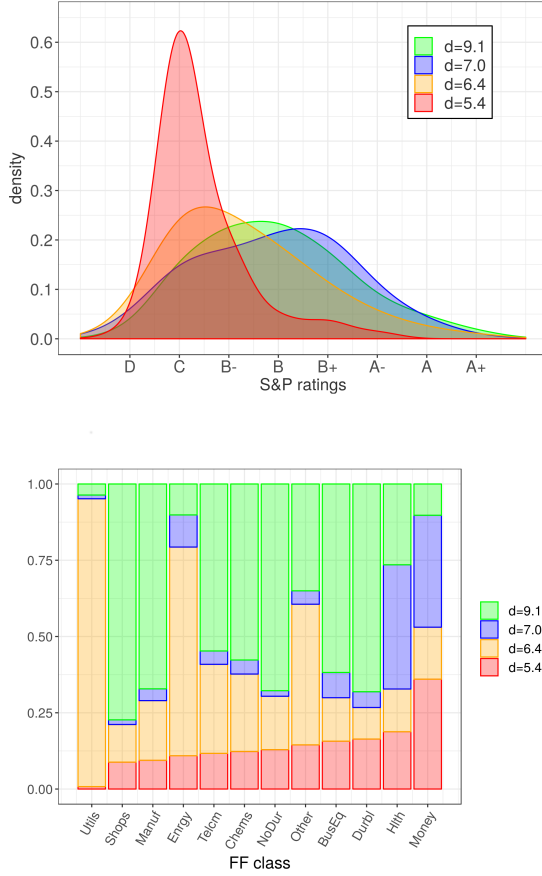 0.6
0.5
0.4
0.3
0.2
0.1
0.0
density
d=9.1
d=7.0
d=6.4
d=5.4
D C B- B B+ A- A A+
S&P ratings
1.00
0.75
0.50
0.25
0.00
d=9.1
d=7.0
d=6.4
d=5.4
Utils Shops Manuf Enrgy Telcm Chems NoDur Other BusEq Durbl Hlth Money
FF class